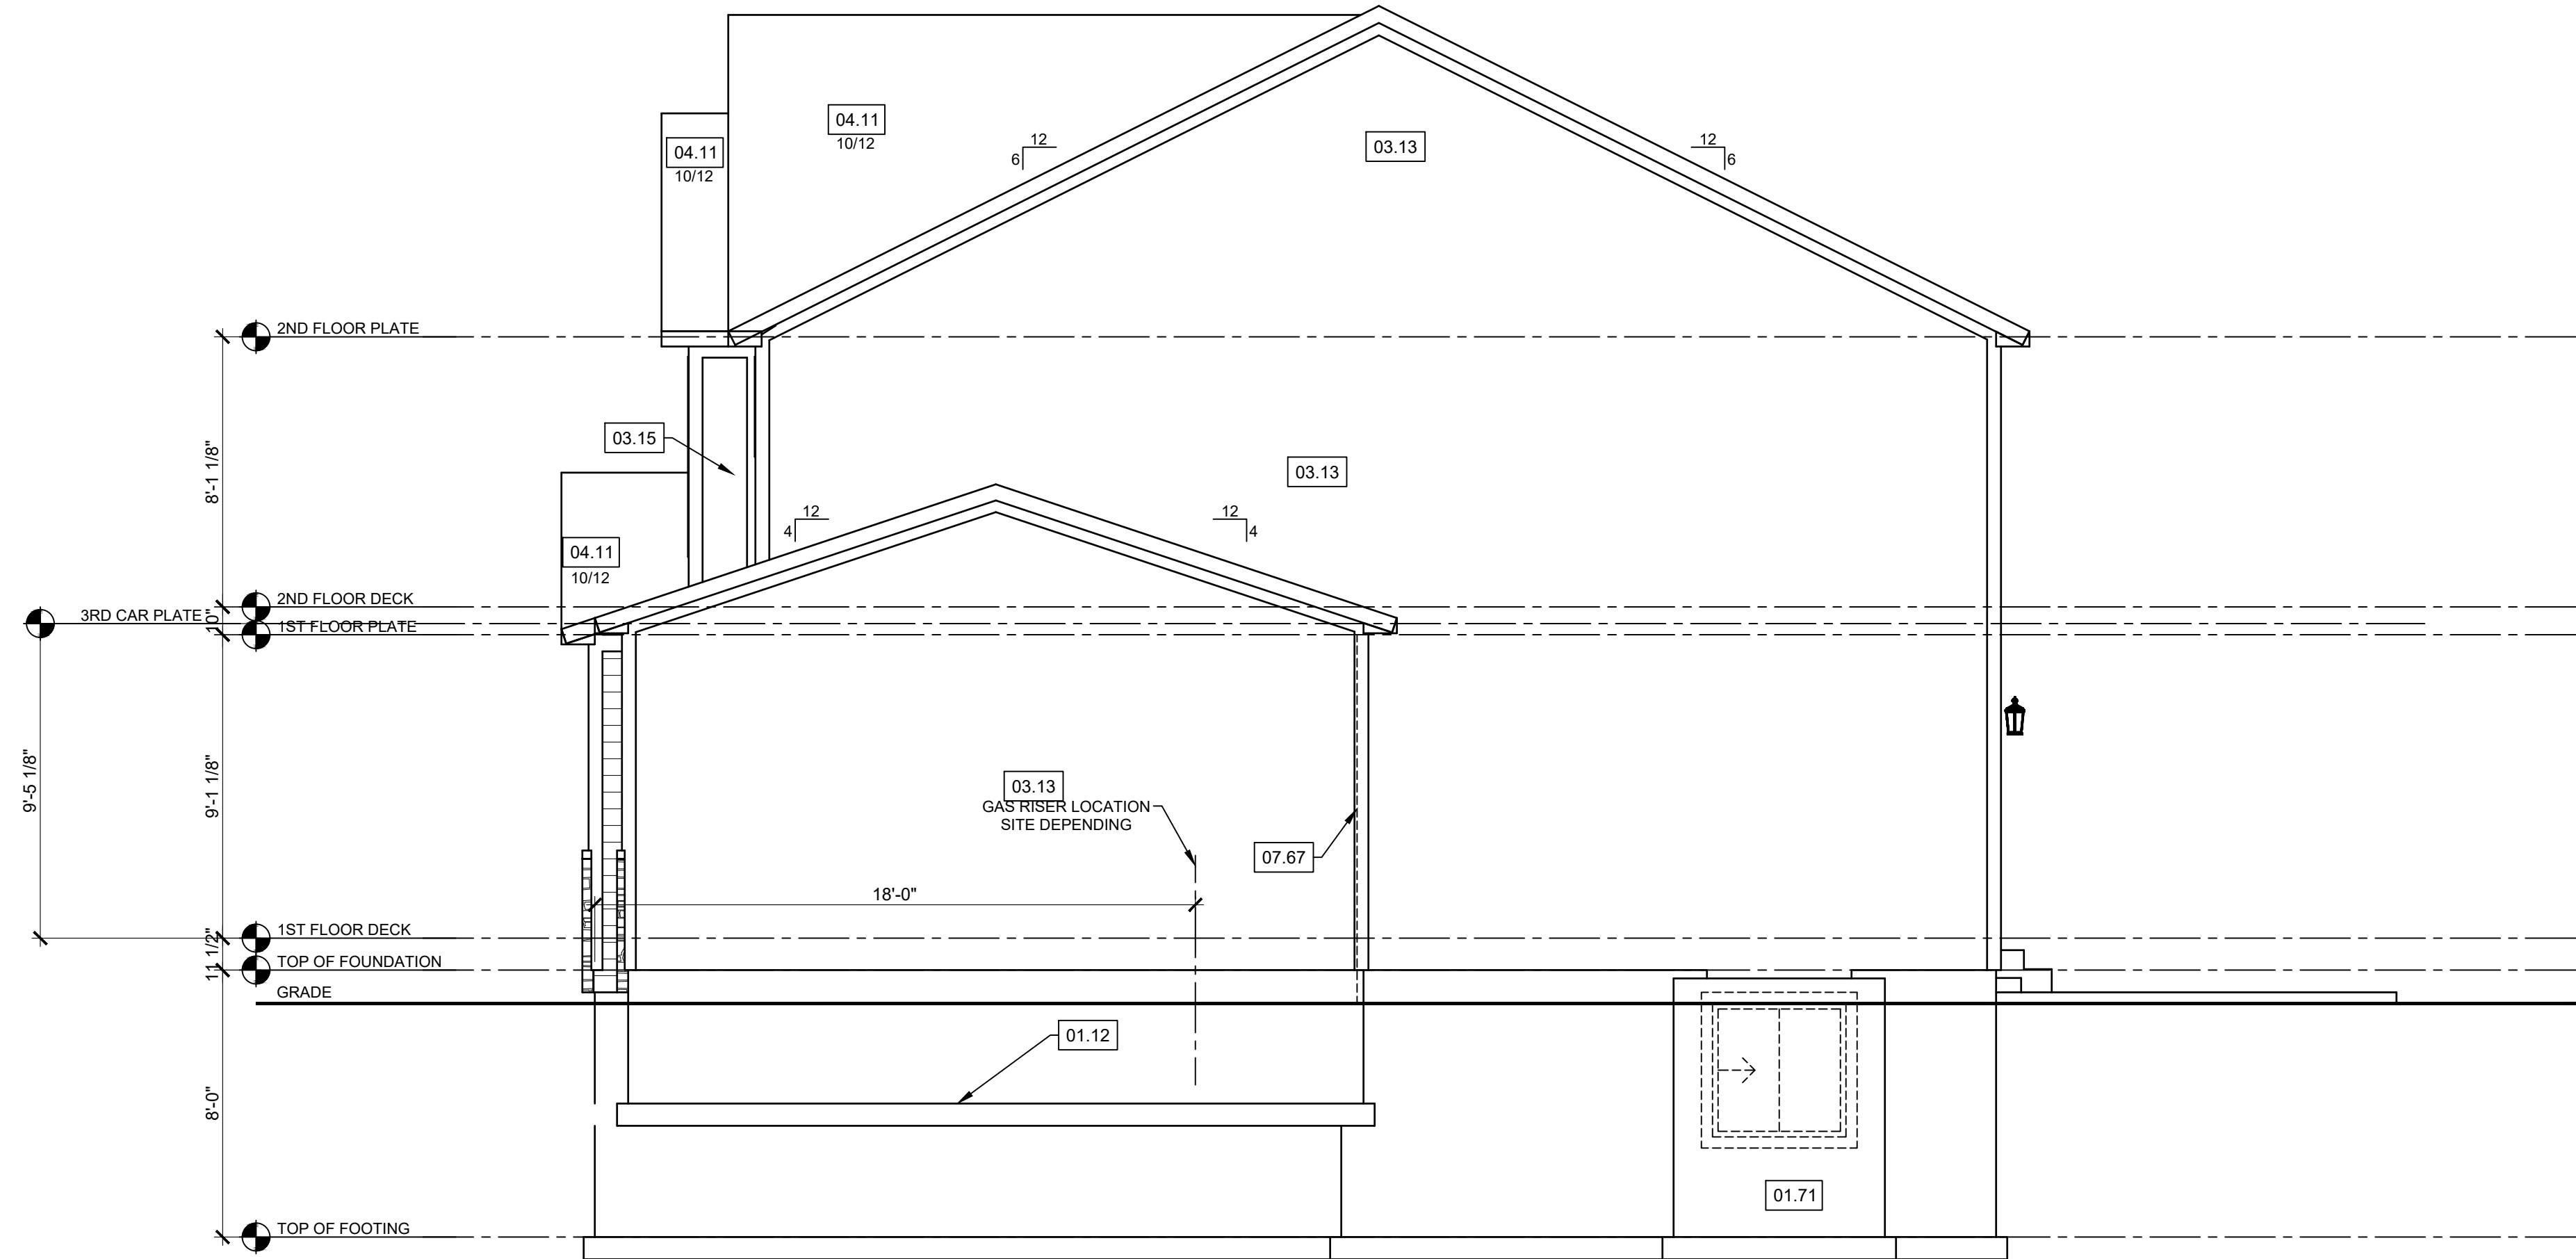 04.11
10/12
04.11
10/12
12
6
03.13
12
6
2ND FLOOR PLATE
8'-1 1/8"
03.15
03.13
12
4
12
4
04.11
10/12
2ND FLOOR DECK
3RD CAR PLATE
10"
1ST FLOOR PLATE
9'-5 1/8"
9'-1 1/8"
03.13
GAS RISER LOCATION
SITE DEPENDING
07.67
18'-0"
1ST FLOOR DECK
11 1/2"
TOP OF FOUNDATION
GRADE
01.12
8'-0"
01.71
TOP OF FOOTING